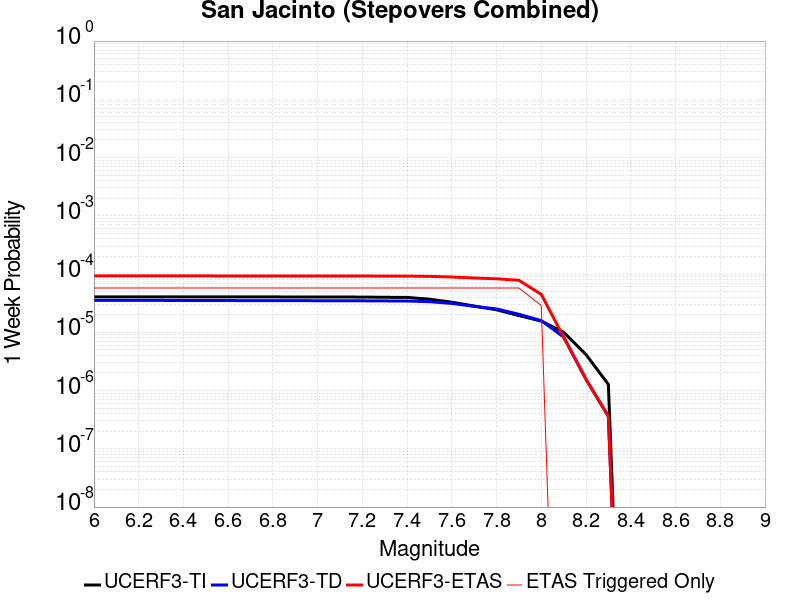 San Jacinto (Stepovers Combined)
10^0
10^-1
10^-2
10^-3
10^-4
10^-5
10^-6
10^-7
10^-8
1 Week Probability
6 6.2 6.4 6.6 6.8 7 7.2 7.4 7.6 7.8 8 8.2 8.4 8.6 8.8 9
Magnitude
UCERF3-TI UCERF3-TD UCERF3-ETAS ETAS Triggered Only